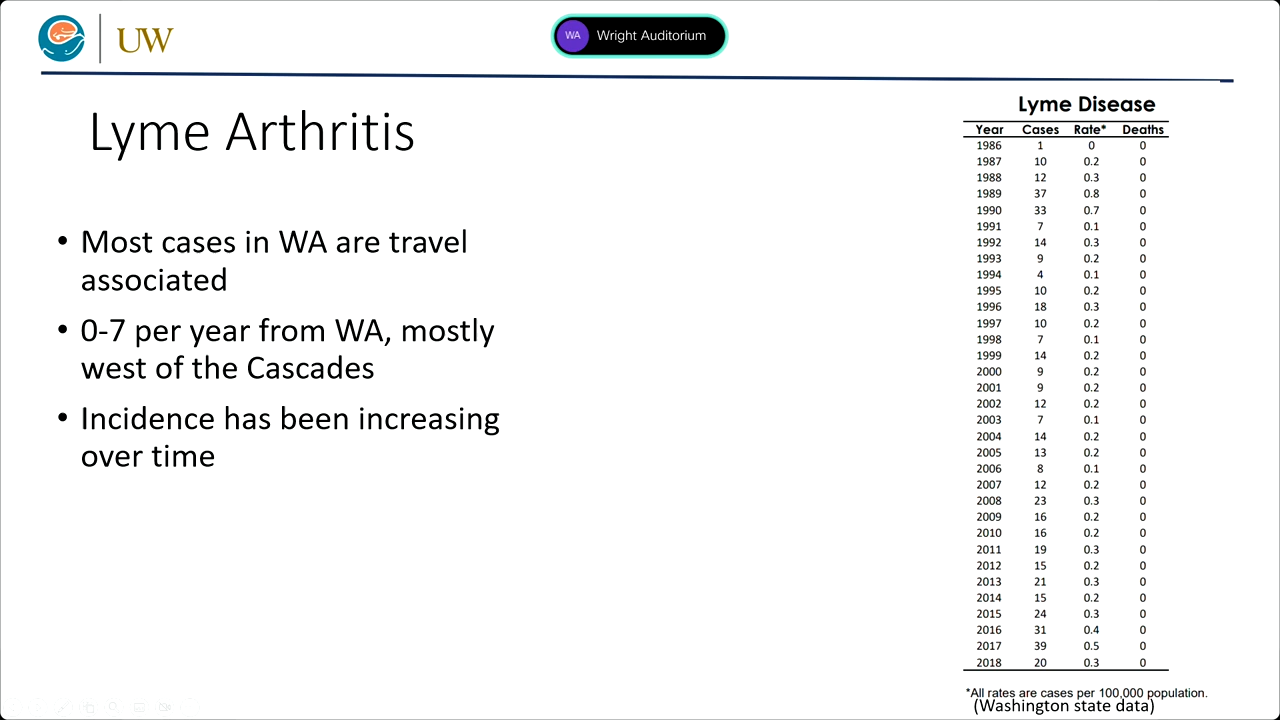 UW
WA Wright Auditorium
Lyme Arthritis
• Most cases in WA are travel
associated
• 0-7 per year from WA, mostly
west of the Cascades
• Incidence has been increasing
over time
Lyme Disease
Year Cases Rate* Deaths
1986 1 0 0
1987 10 0.2 0
1988 12 0.3 0
1989 37 0.8 0
1990 33 0.7 0
1991 7 0.1 0
1992 14 0.3 0
1993 9 0.2 0
1994 4 0.1 0
1995 10 0.2 0
1996 18 0.3 0
1997 10 0.2 0
1998 7 0.1 0
1999 14 0.2 0
2000 9 0.2 0
2001 9 0.2 0
2002 12 0.2 0
2003 7 0.1 0
2004 14 0.2 0
2005 13 0.2 0
2006 8 0.1 0
2007 12 0.2 0
2008 23 0.3 0
2009 16 0.2 0
2010 16 0.2 0
2011 19 0.3 0
2012 15 0.2 0
2013 21 0.3 0
2014 15 0.2 0
2015 24 0.3 0
2016 31 0.4 0
2017 39 0.5 0
2018 20 0.3 0
*All rates are cases per 100,000 population.
(Washington state data)